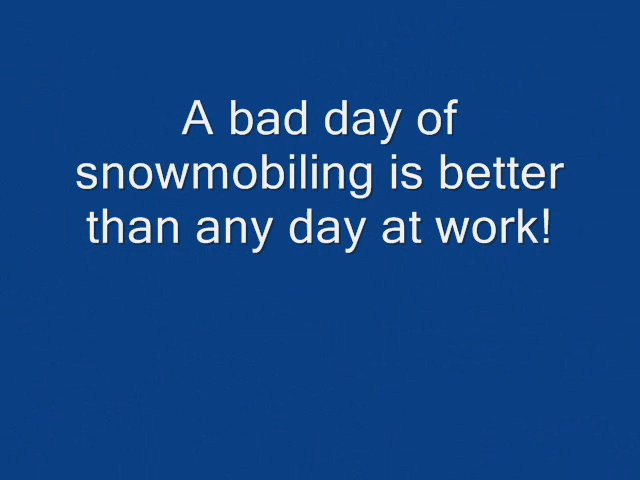 A bad day of
snowmobiling is better
than any day at work!